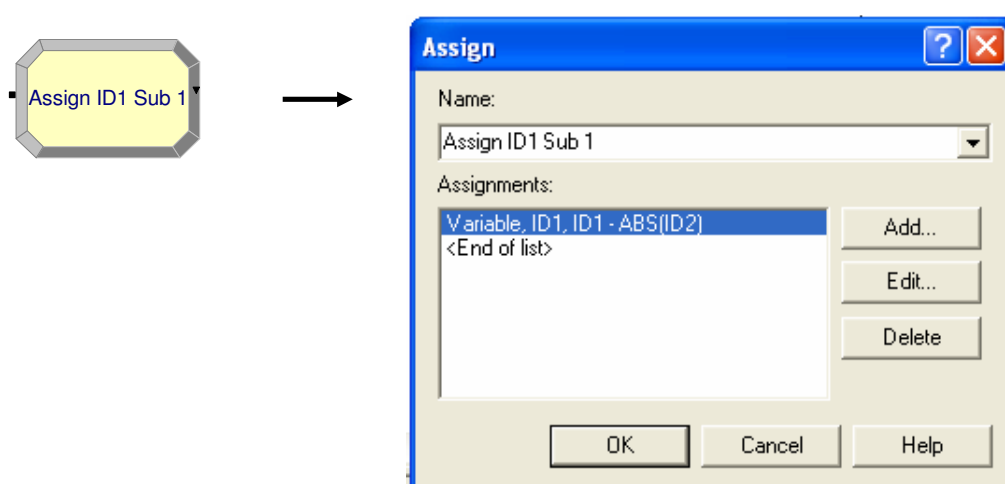 Assign ID1 Sub 1
Assign
?
Name:
Assign ID1 Sub 1
Assignments:
Variable, ID1, ID1 - ABS(ID2)
<End of list>
Add...
Edit...
Delete
OK Cancel Help